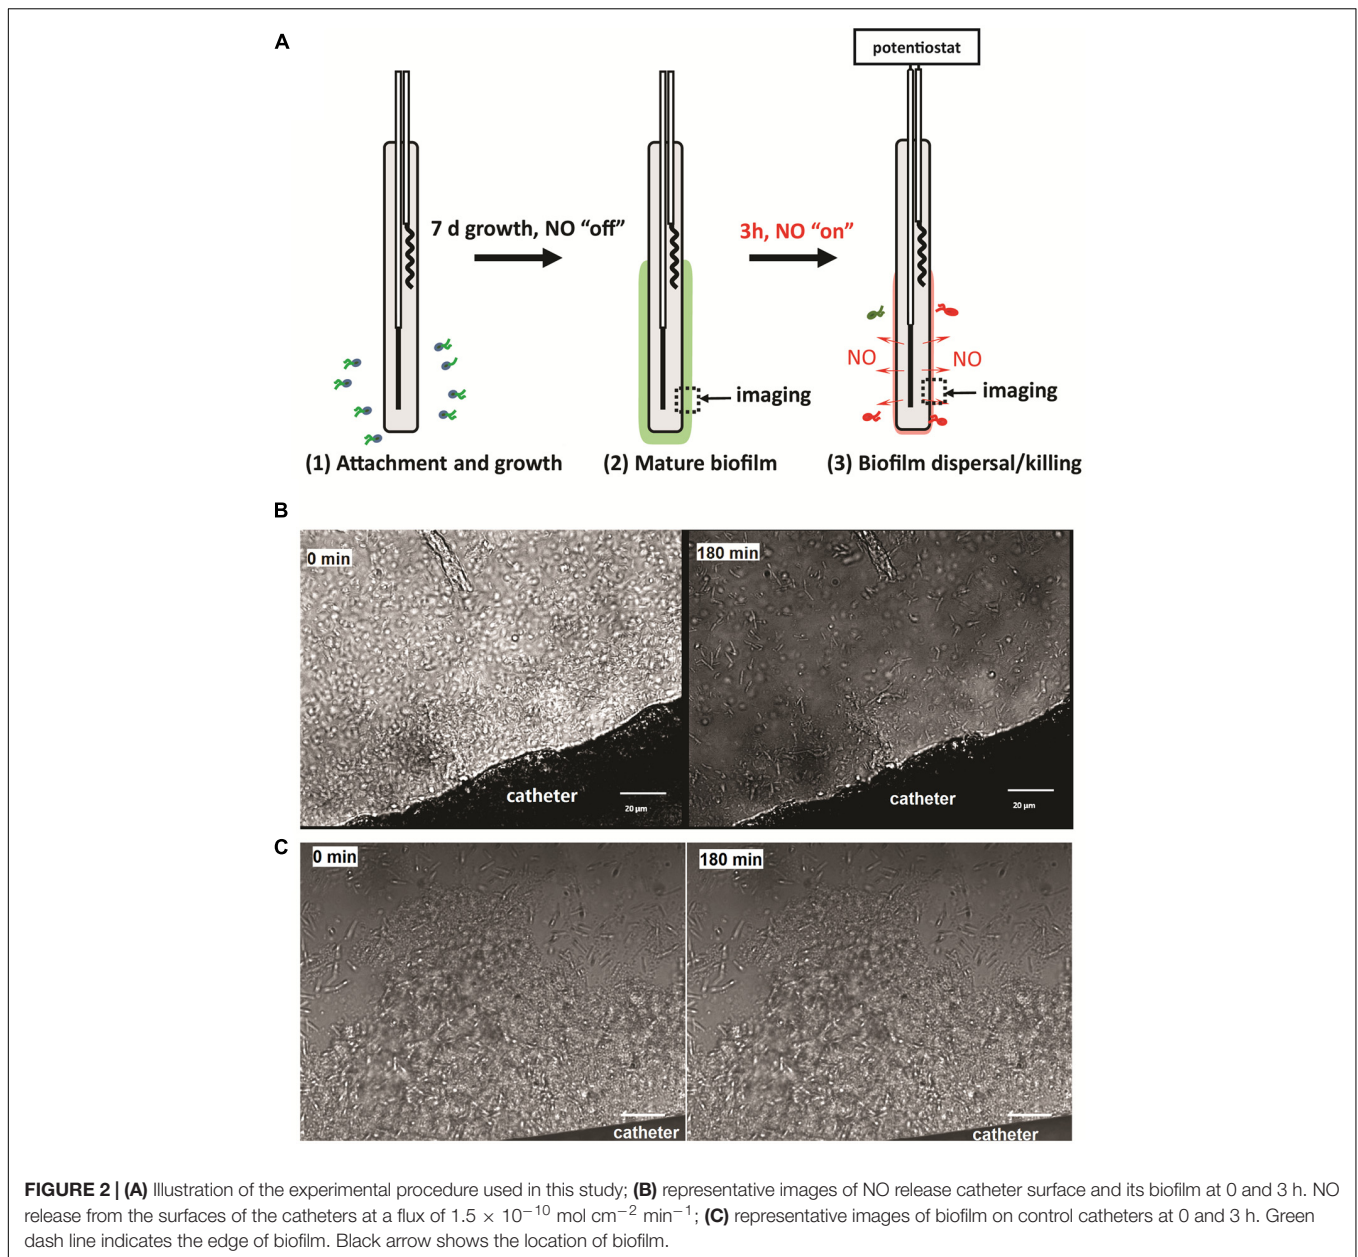 A
potentiostat
7 d growth, NO “off”
3h, NO “on”
NO
NO
imaging
imaging
(1) Attachment and growth
(2) Mature biofilm
(3) Biofilm dispersal/killing
B
0 min
180 min
catheter
20 µm
catheter
20 µm
C
0 min
180 min
catheter
catheter
FIGURE 2 | (A) Illustration of the experimental procedure used in this study; (B) representative images of NO release catheter surface and its biofilm at 0 and 3 h. NO
release from the surfaces of the catheters at a flux of 1.5 × 10⁻¹⁰ mol cm⁻² min⁻¹; (C) representative images of biofilm on control catheters at 0 and 3 h. Green
dash line indicates the edge of biofilm. Black arrow shows the location of biofilm.